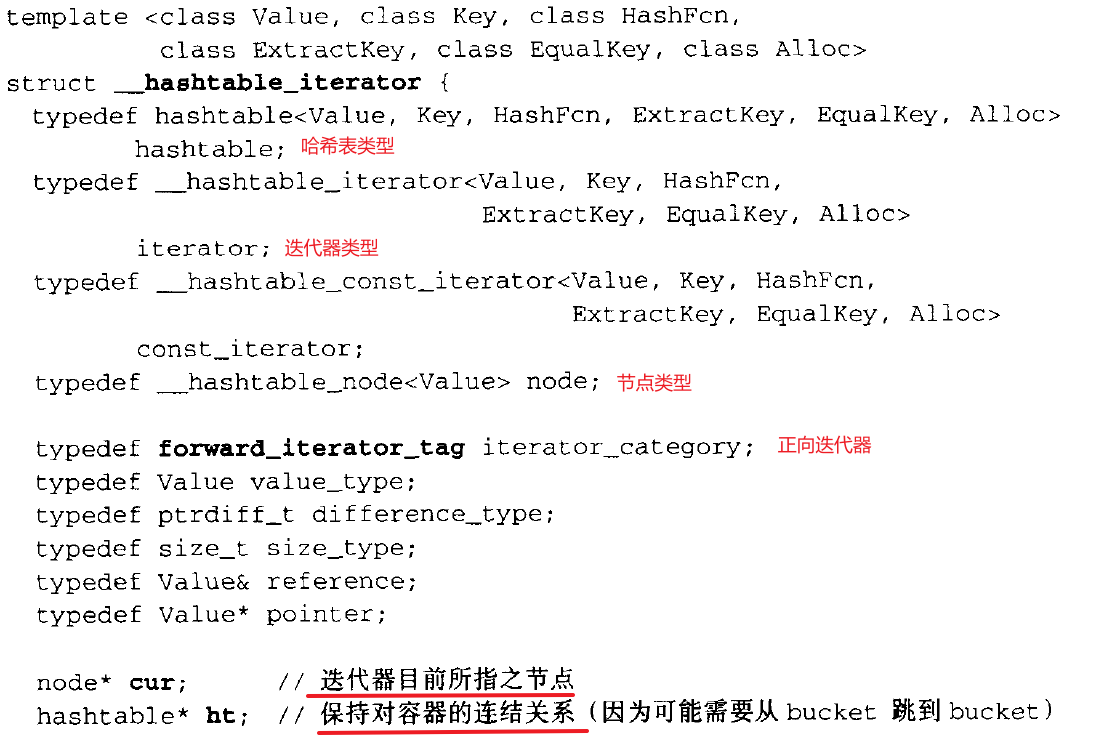 template <class Value, class Key, class HashFcn,
class ExtractKey, class EqualKey, class Alloc>
struct __hashtable_iterator {
typedef hashtable<Value, Key, HashFcn, ExtractKey, EqualKey, Alloc>
hashtable; 哈希表类型
typedef __hashtable_iterator<Value, Key, HashFcn,
ExtractKey, EqualKey, Alloc>
iterator; 迭代器类型
typedef __hashtable_const_iterator<Value, Key, HashFcn,
ExtractKey, EqualKey, Alloc>
const_iterator;
typedef __hashtable_node<Value> node; 节点类型
typedef forward_iterator_tag iterator_category; 正向迭代器
typedef Value value_type;
typedef ptrdiff_t difference_type;
typedef size_t size_type;
typedef Value& reference;
typedef Value* pointer;
node* cur; // 迭代器目前所指之节点
hashtable* ht; // 保持对容器的连结关系（因为可能需要从 bucket 跳到 bucket）